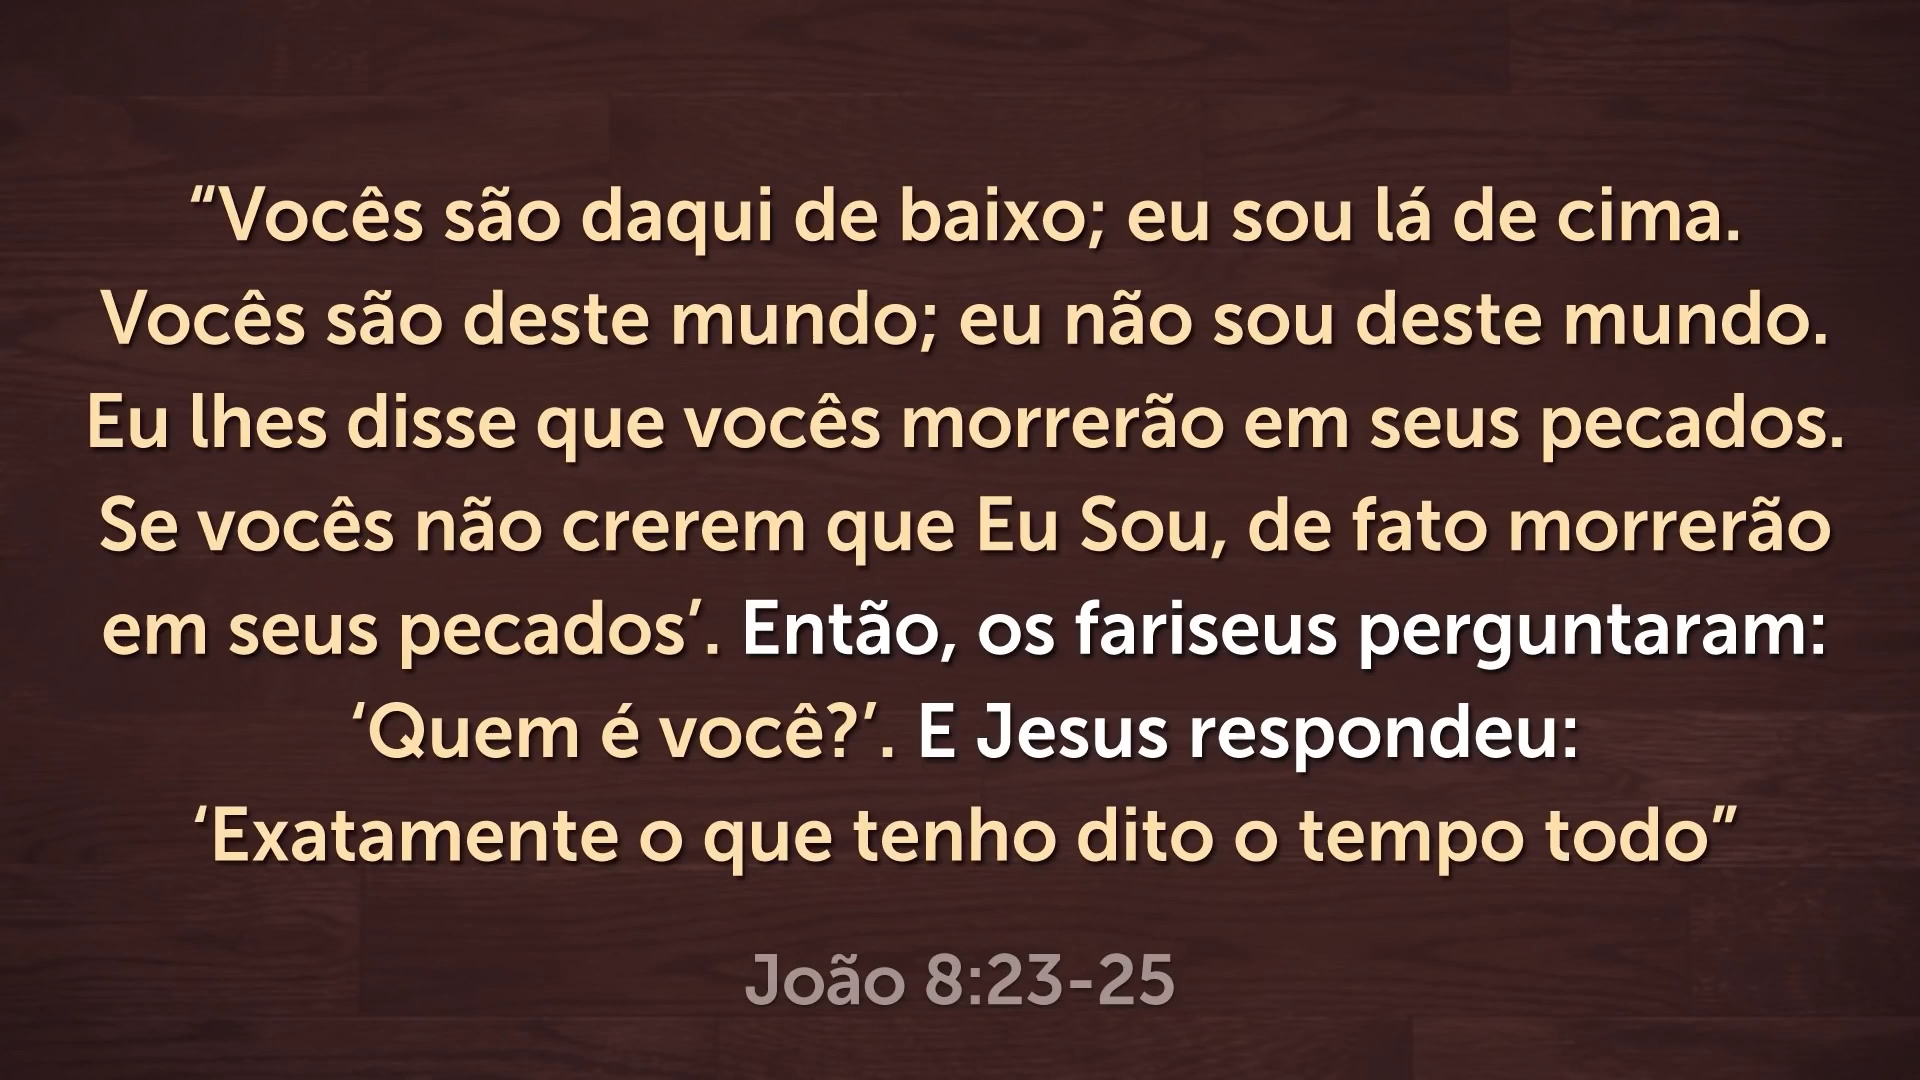 “Vocês são daqui de baixo; eu sou lá de cima.
Vocês são deste mundo; eu não sou deste mundo.
Eu lhes disse que vocês morrerão em seus pecados.
Se vocês não crerem que Eu Sou, de fato morrerão
em seus pecados’. Então, os fariseus perguntaram:
‘Quem é você?’. E Jesus respondeu:
‘Exatamente o que tenho dito o tempo todo”
João 8:23-25